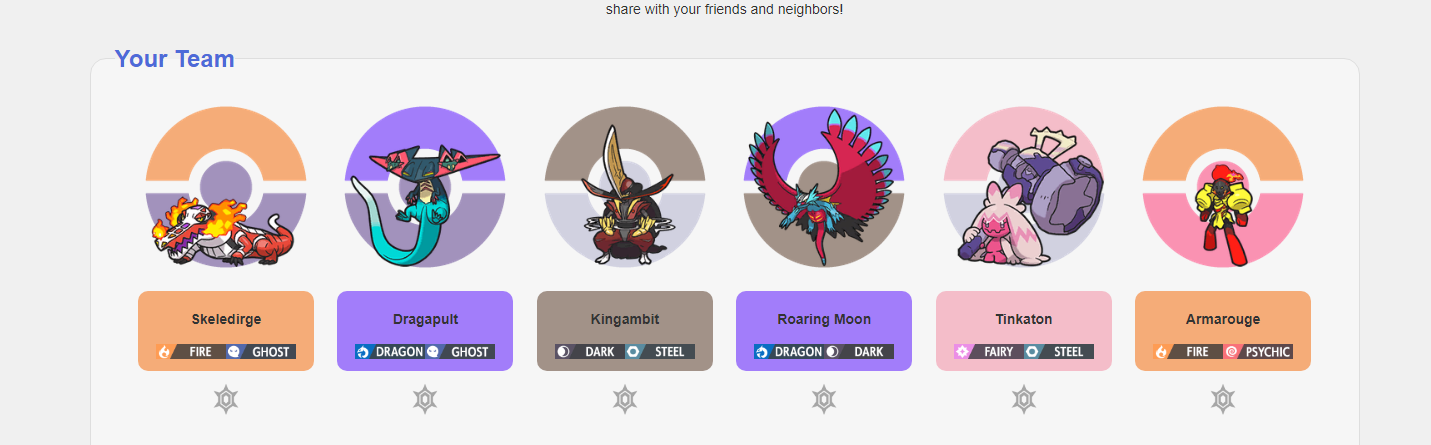 share with your friends and neighbors!
Your Team
Skeledirge
FIRE GHOST
Dragapult
DRAGON GHOST
Kingambit
DARK STEEL
Roaring Moon
DRAGON DARK
Tinkaton
FAIRY STEEL
Armarouge
FIRE PSYCHIC